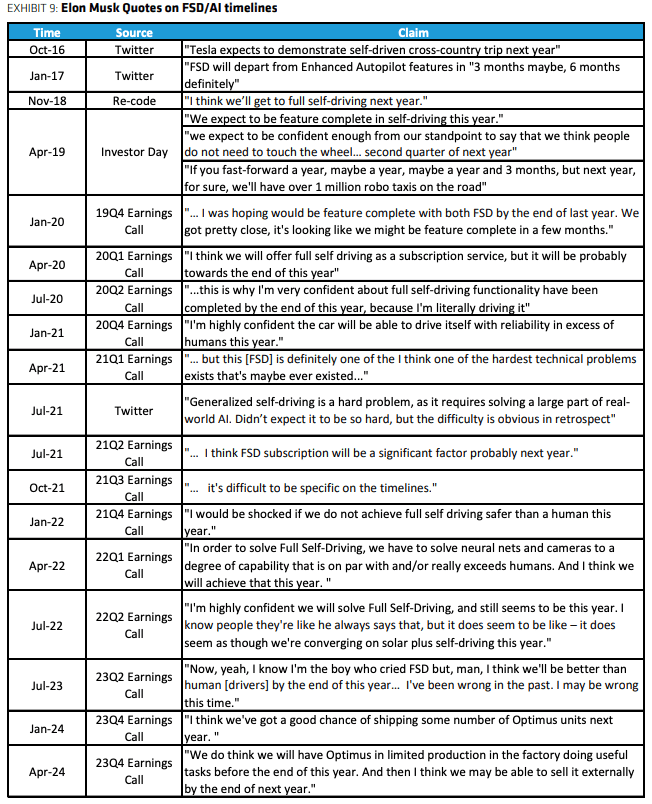 EXHIBIT 9: Elon Musk Quotes on FSD/AI timelines
Time Source Claim
Oct-16 Twitter "Tesla expects to demonstrate self-driven cross-country trip next year"
Jan-17 Twitter "FSD will depart from Enhanced Autopilot features in "3 months maybe, 6 months
definitely"
Nov-18 Re-code "I think we'll get to full self-driving next year."
Apr-19 Investor Day "We expect to be feature complete in self-driving this year."
"we expect to be confident enough from our standpoint to say that we think people
do not need to touch the wheel… second quarter of next year"
"If you fast-forward a year, maybe a year, maybe a year and 3 months, but next year,
for sure, we'll have over 1 million robo taxis on the road"
Jan-20 19Q4 Earnings
Call
"… I was hoping would be feature complete with both FSD by the end of last year. We
got pretty close, it's looking like we might be feature complete in a few months."
Apr-20 20Q1 Earnings
Call
"I think we will offer full self driving as a subscription service, but it will be probably
towards the end of this year"
Jul-20 20Q2 Earnings
Call
"...this is why I'm very confident about full self-driving functionality have been
completed by the end of this year, because I'm literally driving it"
Jan-21 20Q4 Earnings
Call
"I'm highly confident the car will be able to drive itself with reliability in excess of
humans this year."
Apr-21 21Q1 Earnings
Call
"… but this [FSD] is definitely one of the I think one of the hardest technical problems
exists that's maybe ever existed…"
Jul-21 Twitter "Generalized self-driving is a hard problem, as it requires solving a large part of real-
world AI. Didn't expect it to be so hard, but the difficulty is obvious in retrospect"
Jul-21 21Q2 Earnings
Call
"… I think FSD subscription will be a significant factor probably next year."
Oct-21 21Q3 Earnings
Call
"… it's difficult to be specific on the timelines."
Jan-22 21Q4 Earnings
Call
"I would be shocked if we do not achieve full self driving safer than a human this
year."
Apr-22 22Q1 Earnings
Call
"In order to solve Full Self-Driving, we have to solve neural nets and cameras to a
degree of capability that is on par with and/or really exceeds humans. And I think we
will achieve that this year. "
Jul-22 22Q2 Earnings
Call
"I'm highly confident we will solve Full Self-Driving, and still seems to be this year. I
know people they're like he always says that, but it does seem to be like – it does
seem as though we're converging on solar plus self-driving this year."
Jul-23 23Q2 Earnings
Call
"Now, yeah, I know I'm the boy who cried FSD but, man, I think we'll be better than
human [drivers] by the end of this year… I've been wrong in the past. I may be wrong
this time."
Jan-24 23Q4 Earnings
Call
"I think we've got a good chance of shipping some number of Optimus units next
year. "
Apr-24 23Q4 Earnings
Call
"We do think we will have Optimus in limited production in the factory doing useful
tasks before the end of this year. And then I think we may be able to sell it externally
by the end of next year."